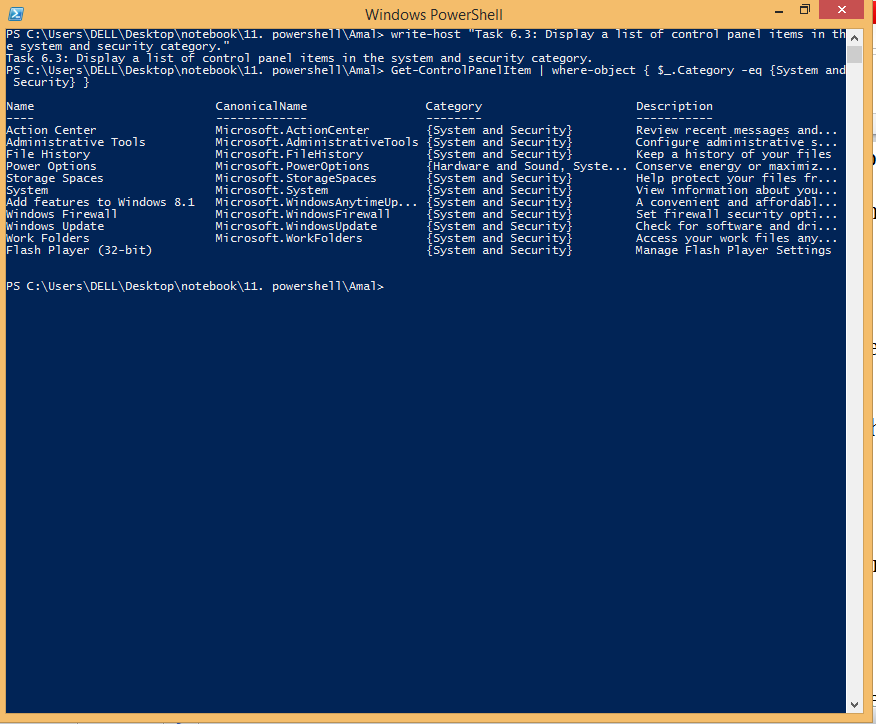 Windows PowerShell
PS C:\Users\DELL\Desktop\notebook\11. powershell\Amal> write-host "Task 6.3: Display a list of control panel items in th
e system and security category."
Task 6.3: Display a list of control panel items in the system and security category.
PS C:\Users\DELL\Desktop\notebook\11. powershell\Amal> Get-ControlPanelItem | where-object { $_.Category -eq {System and
 Security} }
Name CanonicalName Category Description
---- ------------- -------- -----------
Action Center Microsoft.ActionCenter {System and Security} Review recent messages and...
Administrative Tools Microsoft.AdministrativeTools {System and Security} Configure administrative s...
File History Microsoft.FileHistory {System and Security} Keep a history of your files
Power Options Microsoft.PowerOptions {Hardware and Sound, Syste... Conserve energy or maximiz...
Storage Spaces Microsoft.StorageSpaces {System and Security} Help protect your files fr...
System Microsoft.System {System and Security} View information about you...
Add features to Windows 8.1 Microsoft.WindowsAnytimeUp... {System and Security} A convenient and affordabl...
Windows Firewall Microsoft.WindowsFirewall {System and Security} Set firewall security opti...
Windows Update Microsoft.WindowsUpdate {System and Security} Check for software and dri...
Work Folders Microsoft.WorkFolders {System and Security} Access your work files any...
Flash Player (32-bit) {System and Security} Manage Flash Player Settings
PS C:\Users\DELL\Desktop\notebook\11. powershell\Amal>